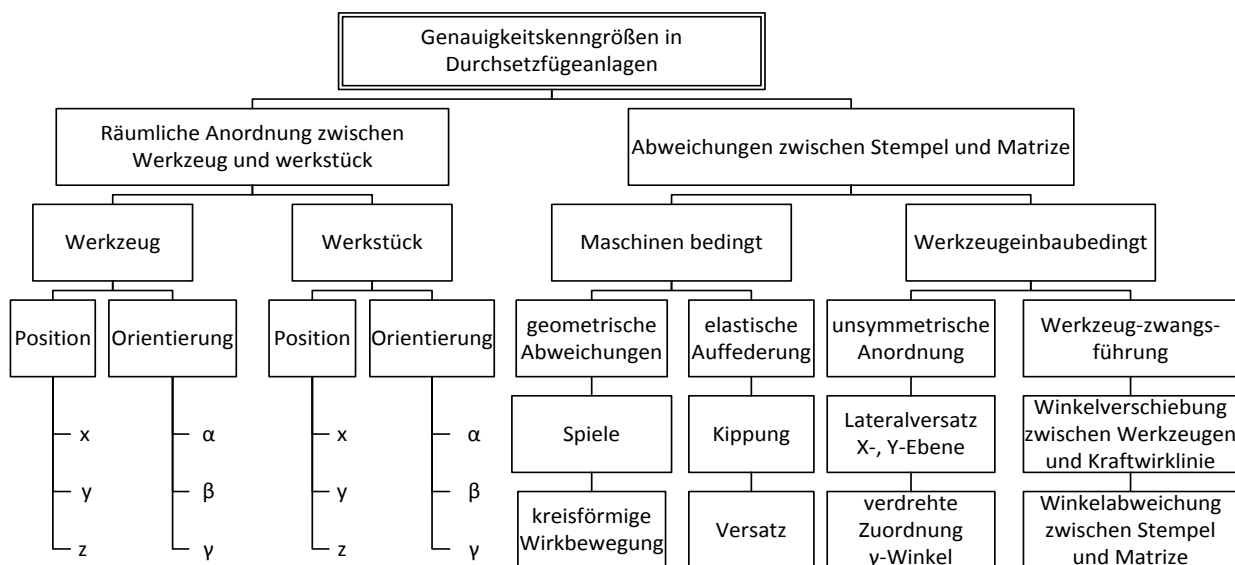 Genauigkeitskenngrößen in
Durchsetzfügeanlagen
Räumliche Anordnung zwischen
Werkzeug und werkstück
Abweichungen zwischen Stempel und Matrize
Werkzeug
Werkstück
Maschinen bedingt
Werkzeugeinbaubedingt
Position
Orientierung
Position
Orientierung
geometrische
Abweichungen
elastische
Auffederung
unsymmetrische
Anordnung
Werkzeug-zwangs-
führung
x
y
z
α
β
γ
x
y
z
α
β
γ
Spiele
Kippung
Lateralversatz
X-, Y-Ebene
Winkelverschiebung
zwischen Werkzeugen
und Kraftwirklinie
kreisförmige
Wirkbewegung
Versatz
verdrehte
Zuordnung
γ-Winkel
Winkelabweichung
zwischen Stempel
und Matrize